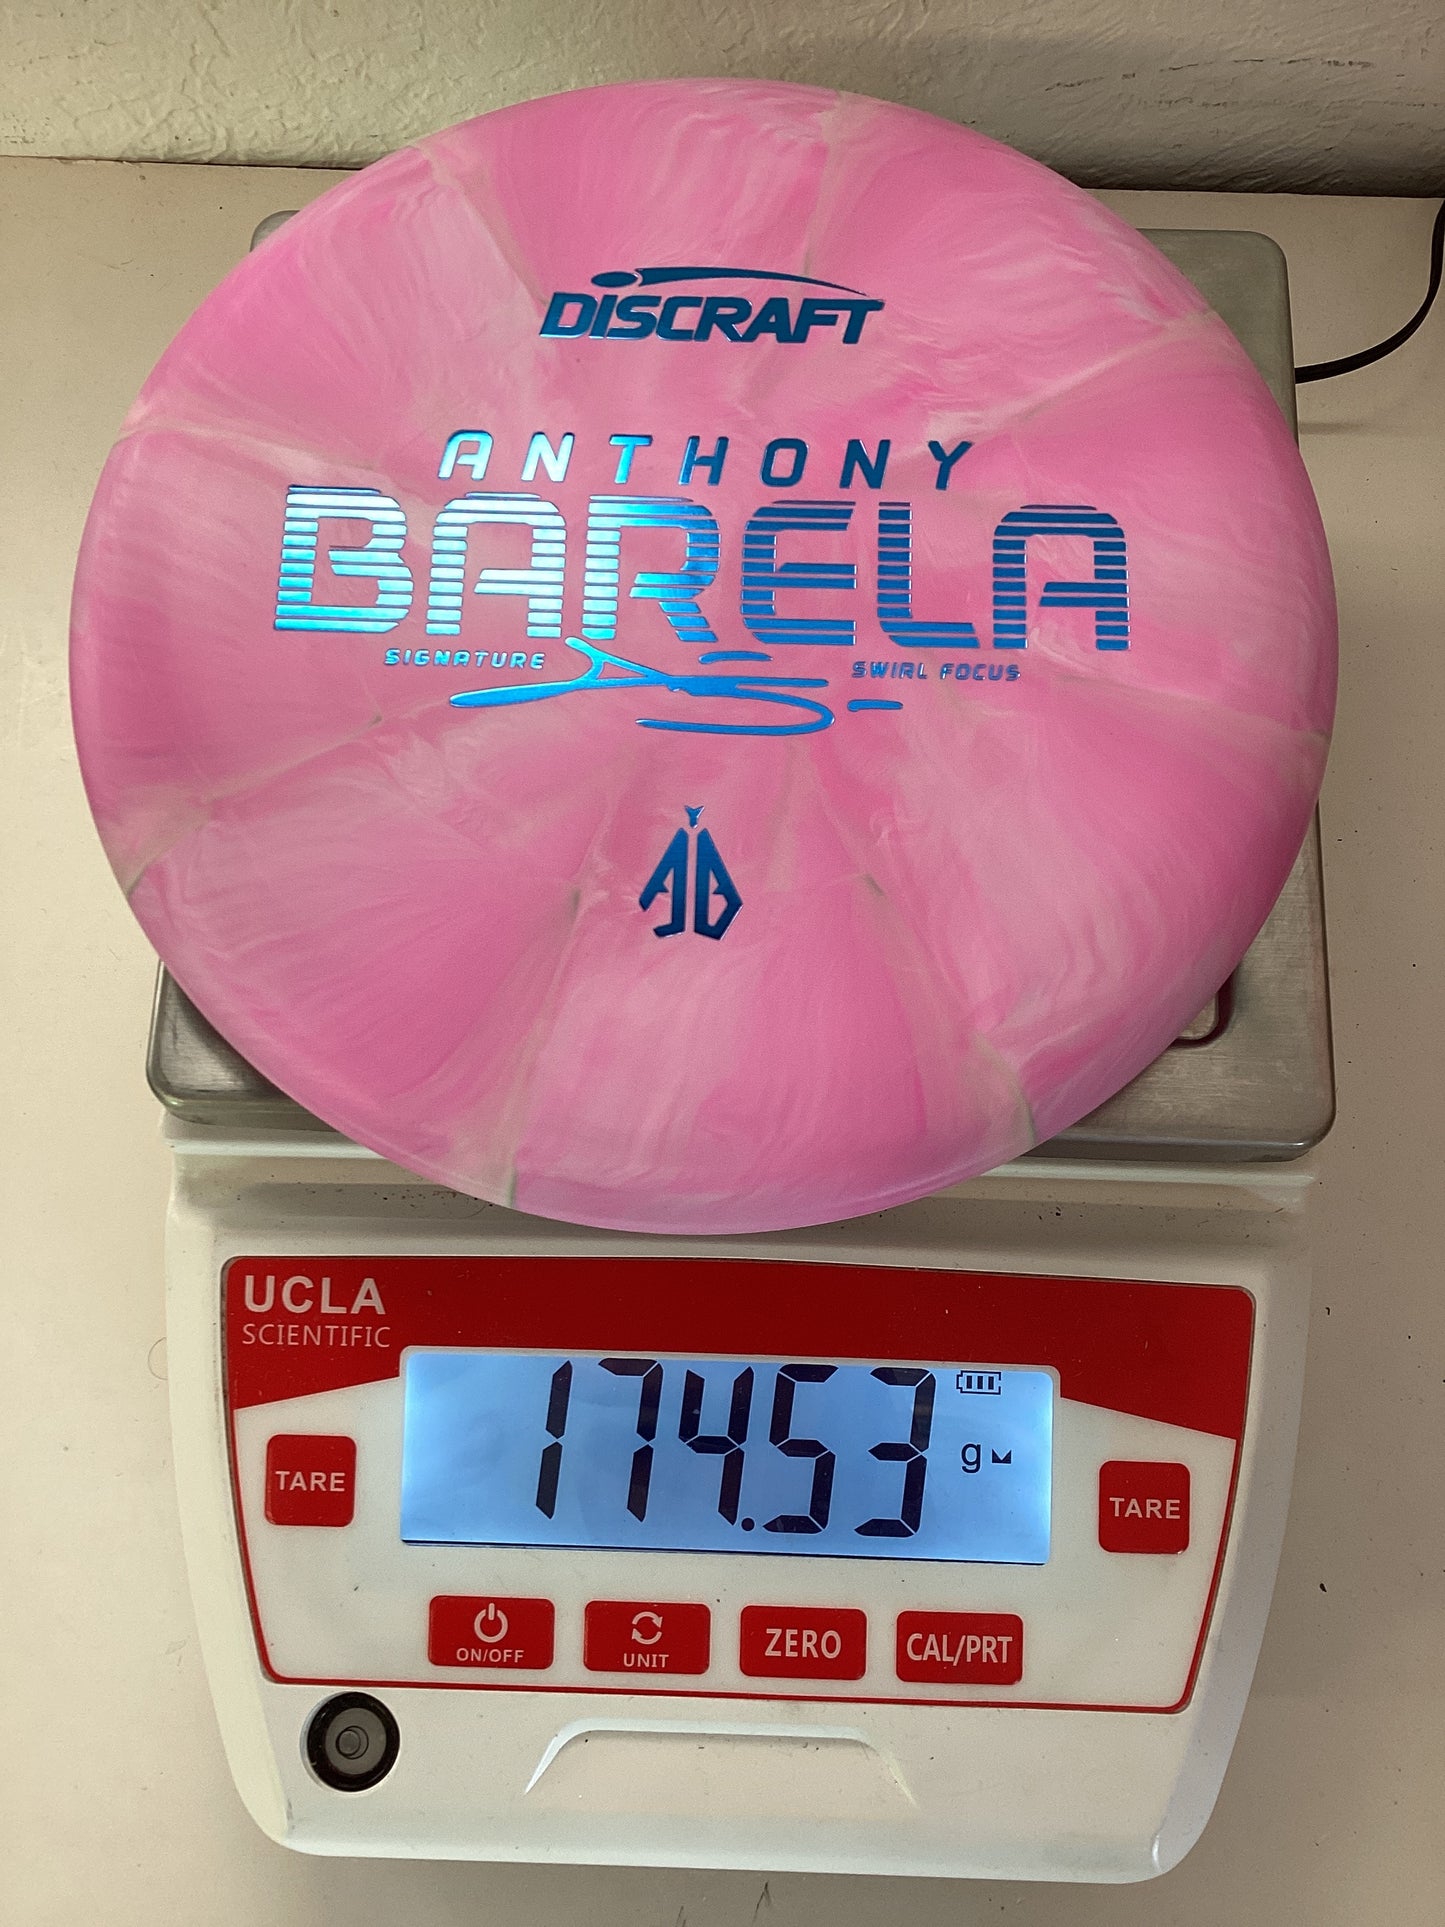 DISCRAFT
ANTHONY
BARELA
SIGNATURE SWIRL FOCUS
AB
UCLA
SCIENTIFIC
174.53 g
TARE TARE
ON/OFF UNIT ZERO CAL/PRT